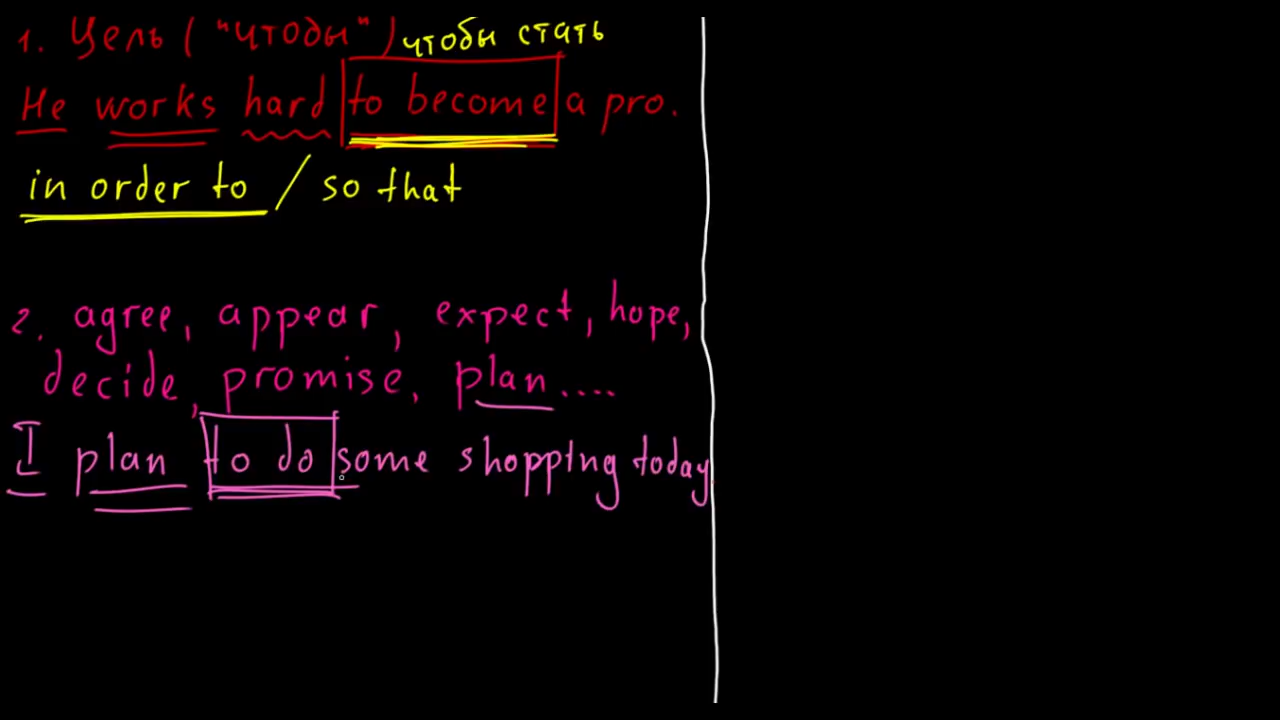 1. Цель ("чтобы") чтобы стать
He works hard to become a pro.
in order to / so that
2. agree, appear, expect, hope,
decide, promise, plan....
I plan to do some shopping today